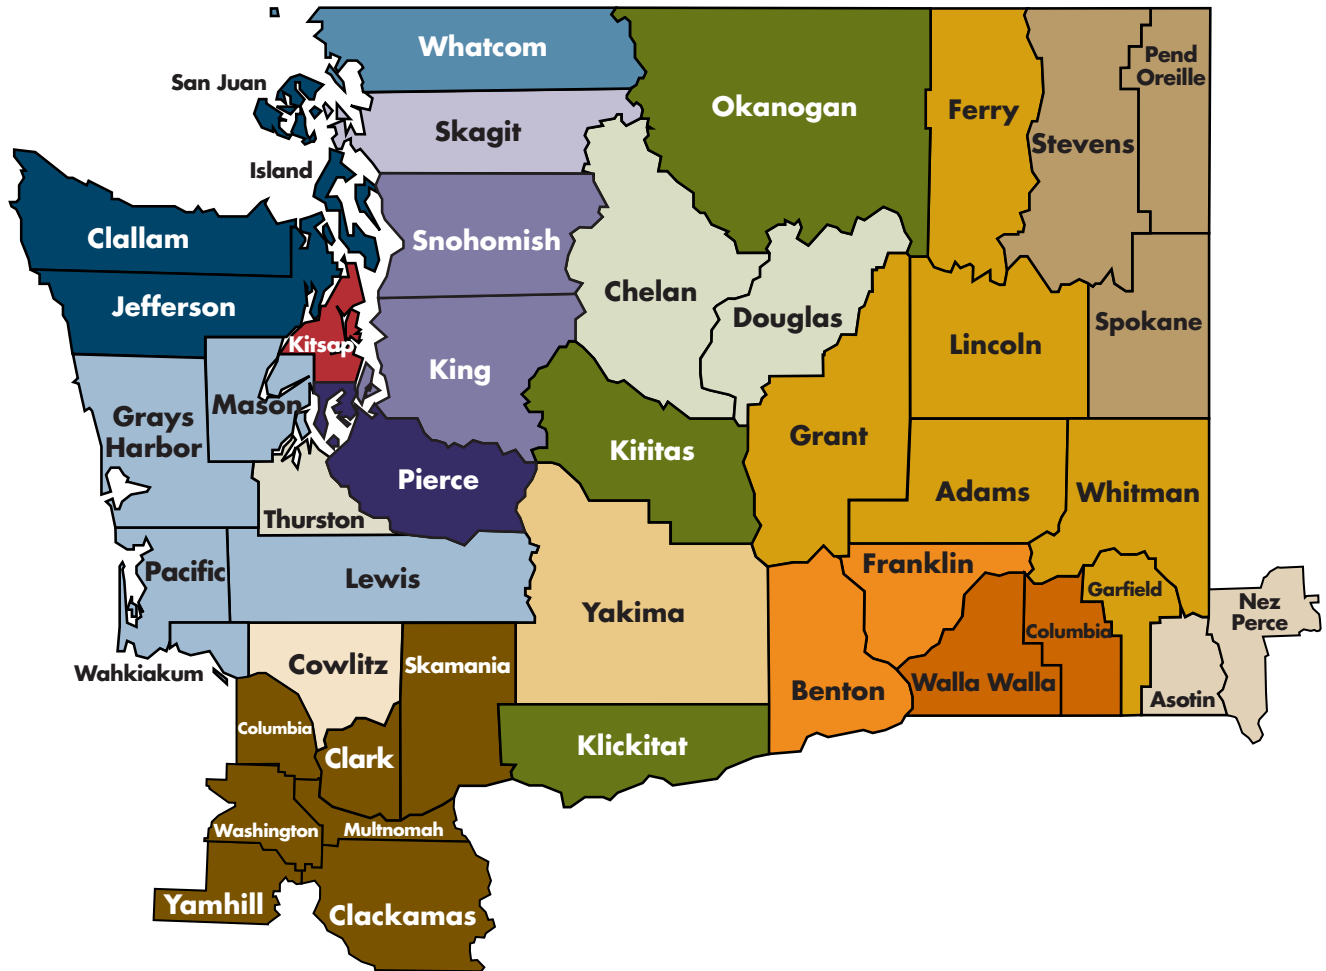 Whatcom
San Juan
Okanogan
Ferry
Pend
Oreille
Skagit
Stevens
Island
Clallam
Snohomish
Jefferson
Chelan
Douglas
Spokane
Kitsap
Lincoln
King
Mason
Grays
Harbor
Grant
Kititas
Pierce
Adams
Whitman
Thurston
Pacific
Lewis
Franklin
Garfield
Yakima
Nez
Perce
Columbia
Wahkiakum
Cowlitz
Skamania
Benton
Walla Walla
Asotin
Columbia
Clark
Klickitat
Washington
Multnomah
Yamhill
Clackamas